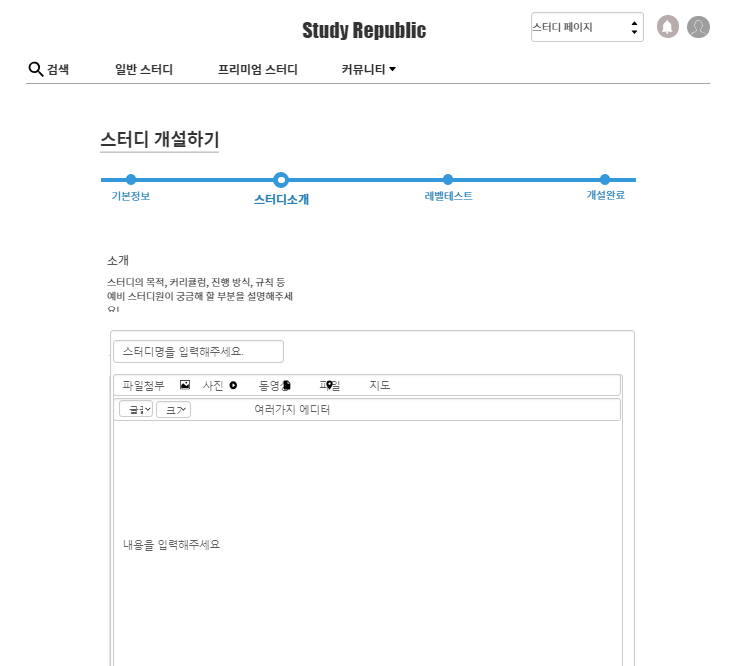 Study Republic
스터디 페이지
검색 일반 스터디 프리미엄 스터디 커뮤니티
스터디 개설하기
기본정보 스터디소개 레벨테스트 개설완료
소개
스터디의 목적, 커리큘럼, 진행 방식, 규칙 등
예비 스터디원이 궁금해 할 부분을 설명해주세
요!
스터디명을 입력해주세요.
파일첨부 사진 동영상 파일 지도
글꼴 크기 여러가지 에디터
내용을 입력해주세요